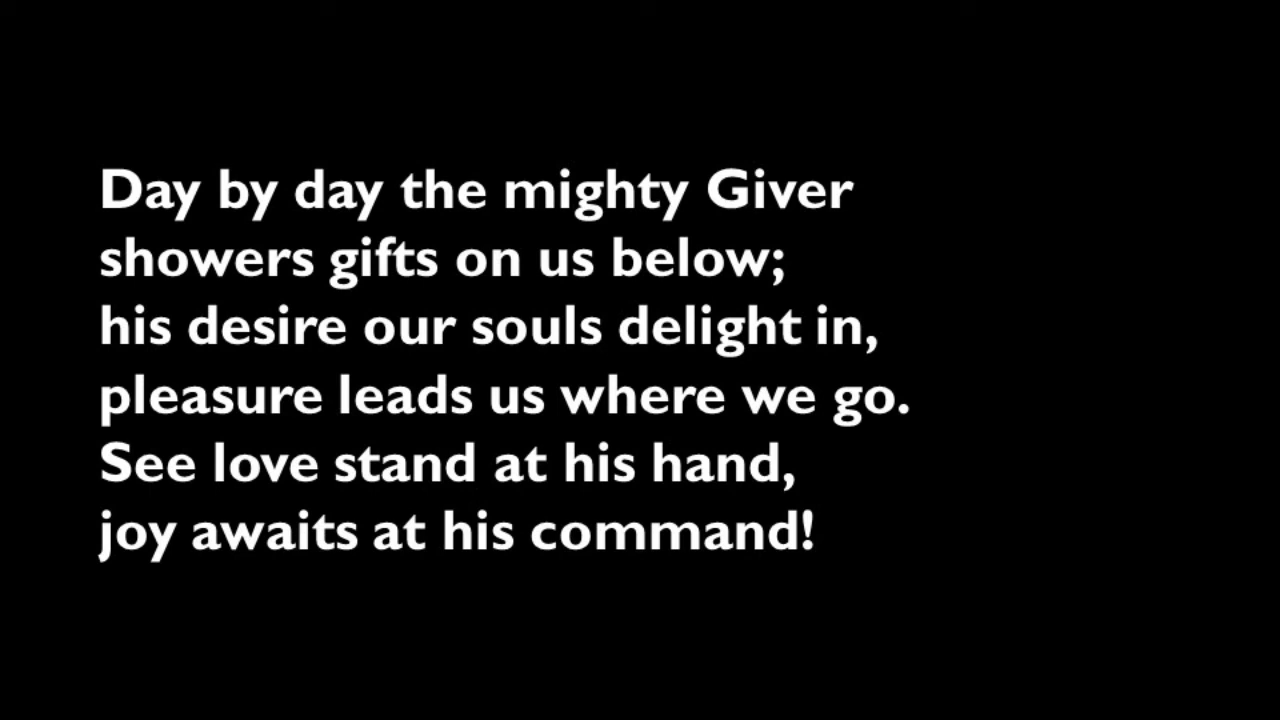 Day by day the mighty Giver
showers gifts on us below;
his desire our souls delight in,
pleasure leads us where we go.
See love stand at his hand,
joy awaits at his command!